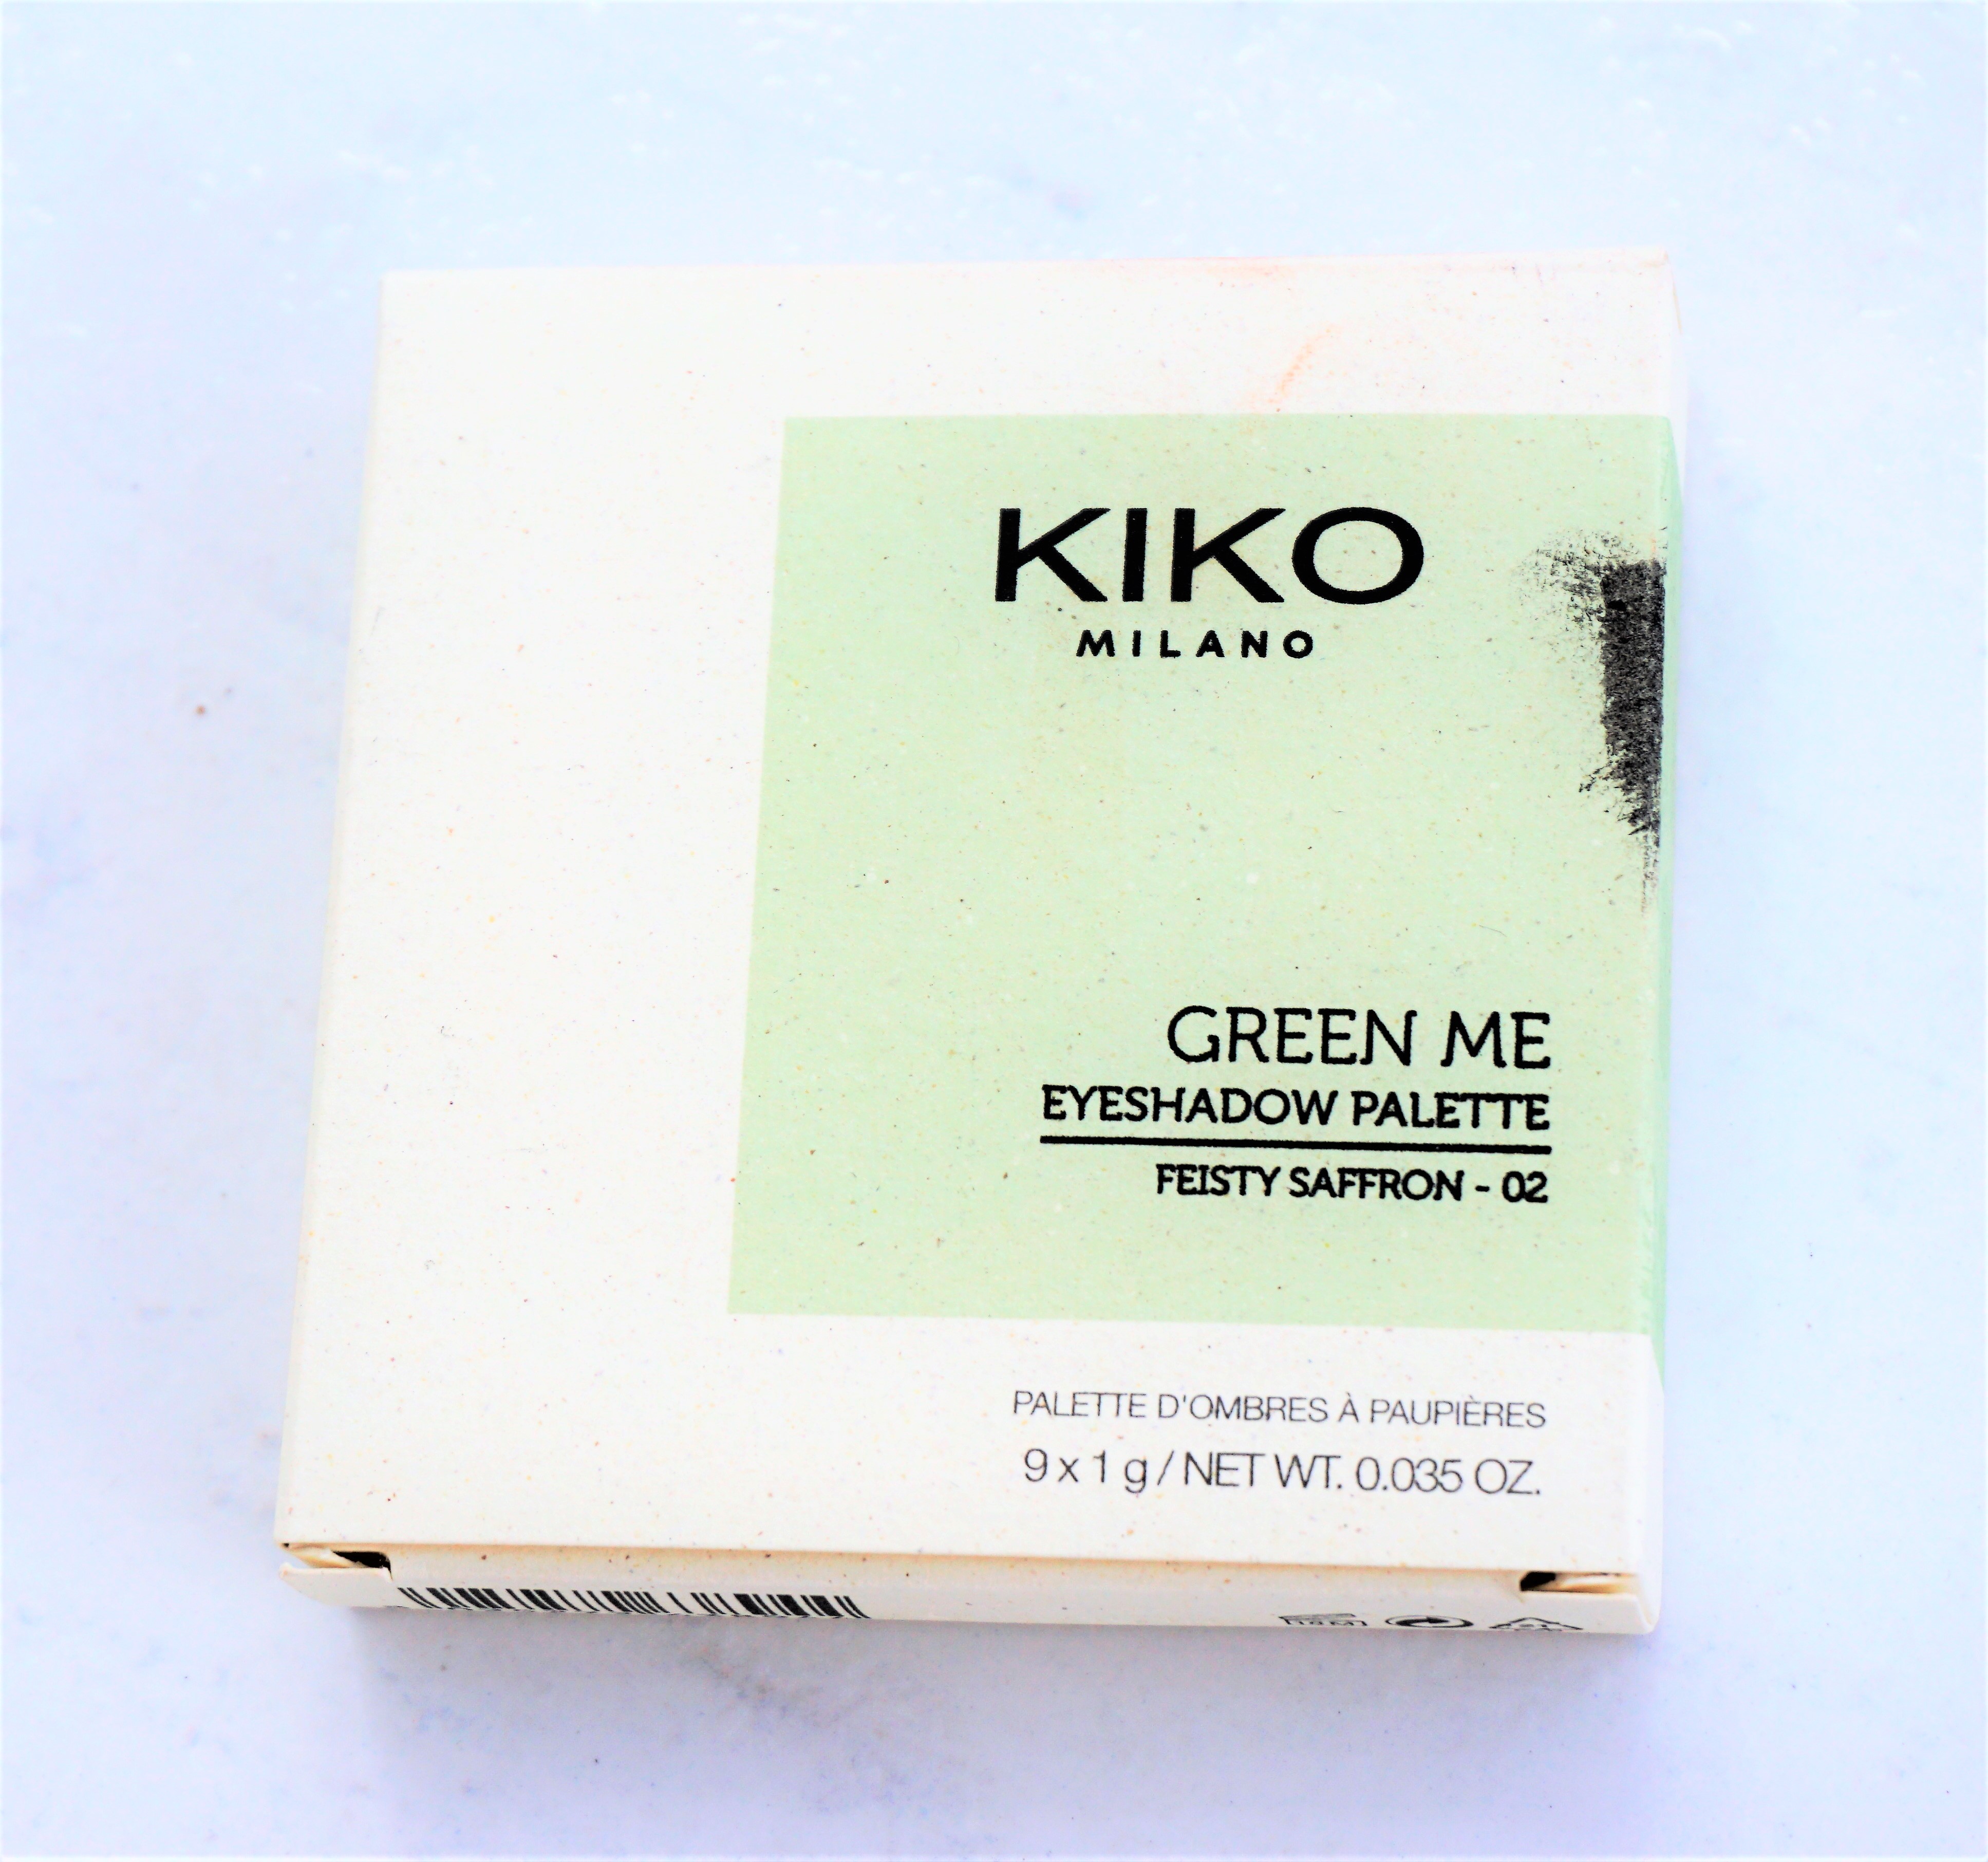 KIKO
MILANO
GREEN ME
EYESHADOW PALETTE
FEISTY SAFFRON - 02
PALETTE D'OMBRES À PAUPIÈRES
9 x 1 g / NET WT. 0.035 OZ.